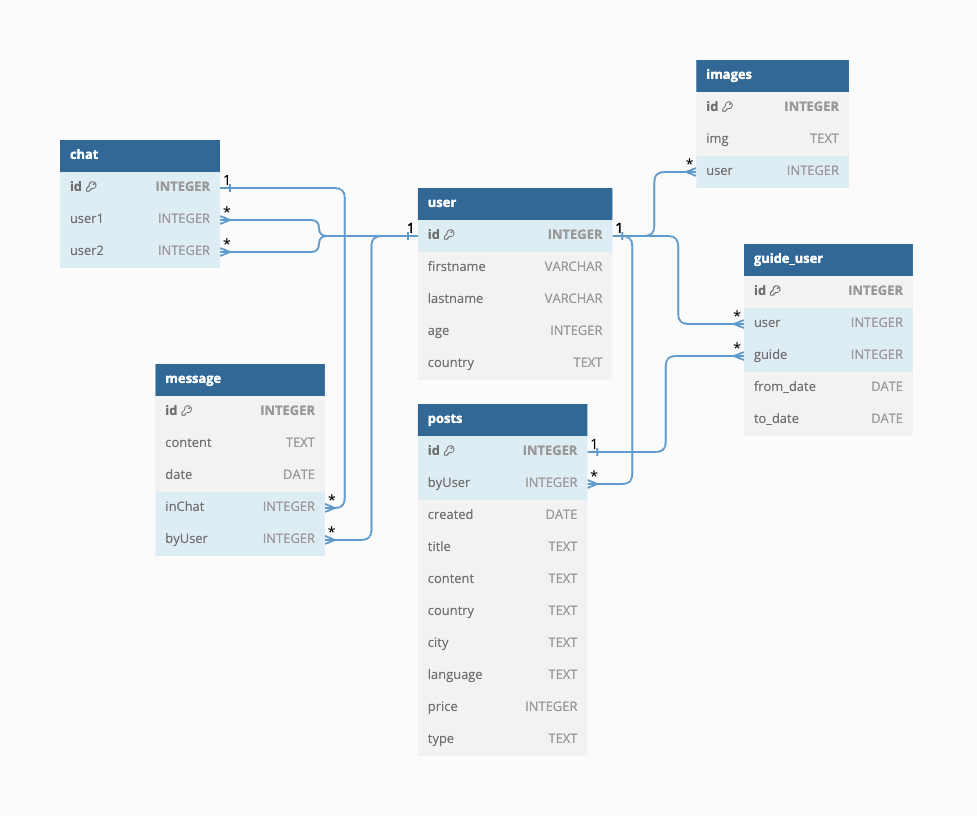 images
id INTEGER
img TEXT
* user INTEGER
chat
id INTEGER 1
user1 INTEGER *
user2 INTEGER *
user
1 id INTEGER 1
firstname VARCHAR
lastname VARCHAR
age INTEGER
country TEXT
guide_user
id INTEGER
* user INTEGER
* guide INTEGER
from_date DATE
to_date DATE
message
id INTEGER
content TEXT
date DATE
inChat INTEGER *
byUser INTEGER *
posts
id INTEGER 1
byUser INTEGER *
created DATE
title TEXT
content TEXT
country TEXT
city TEXT
language TEXT
price INTEGER
type TEXT